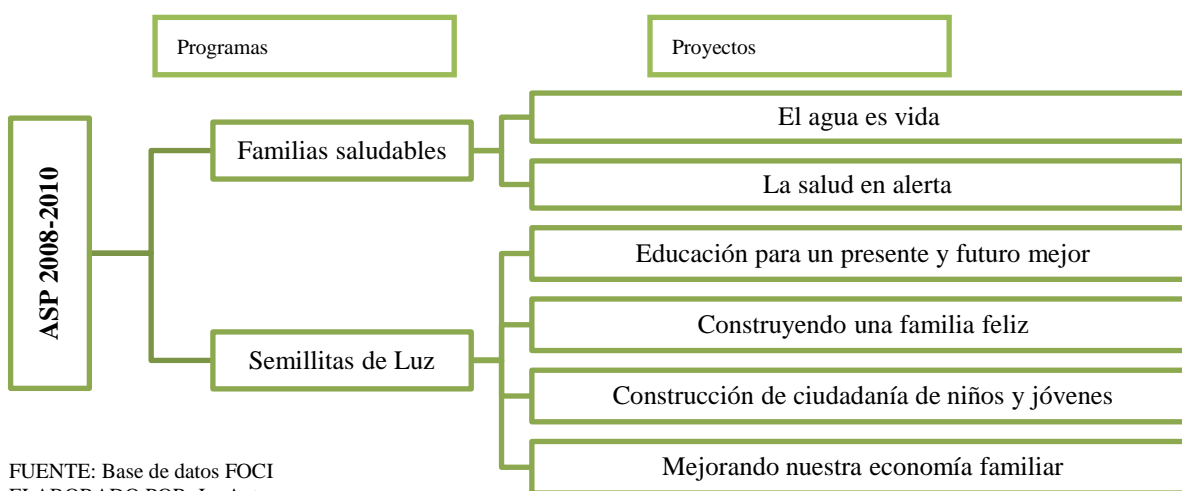 Programas
Proyectos
ASP 2008-2010
Familias saludables
El agua es vida
La salud en alerta
Semillitas de Luz
Educación para un presente y futuro mejor
Construyendo una familia feliz
Construcción de ciudadanía de niños y jóvenes
Mejorando nuestra economía familiar
FUENTE: Base de datos FOCI